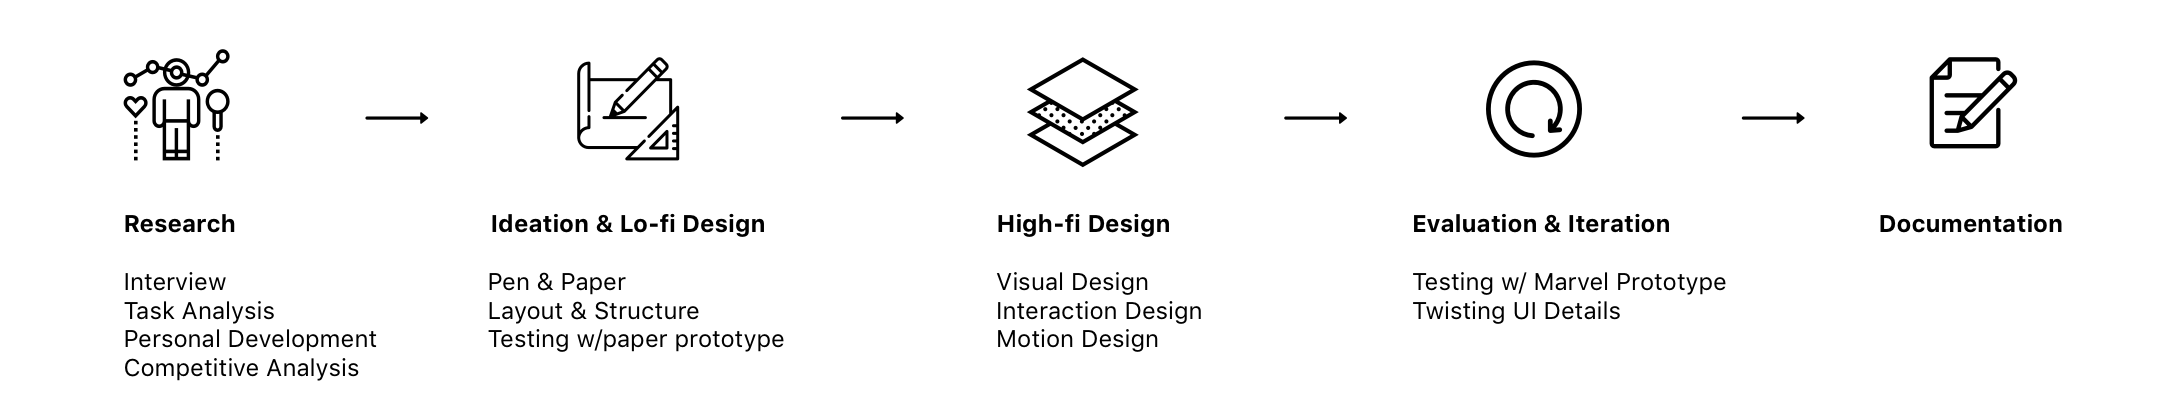 Research
Interview
Task Analysis
Personal Development
Competitive Analysis
Ideation & Lo-fi Design
Pen & Paper
Layout & Structure
Testing w/paper prototype
High-fi Design
Visual Design
Interaction Design
Motion Design
Evaluation & Iteration
Testing w/ Marvel Prototype
Twisting UI Details
Documentation